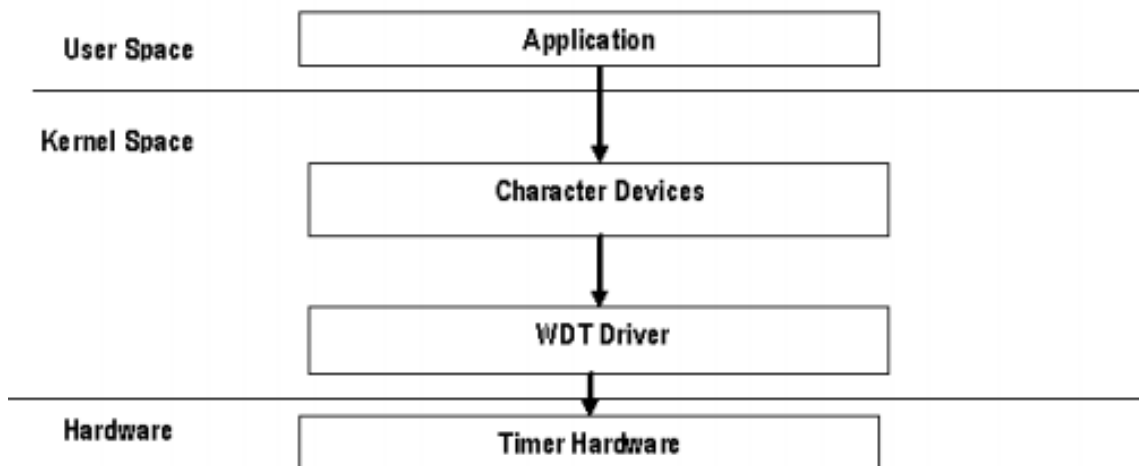 Application
User Space
Kernel Space
Character Devices
WDT Driver
Hardware
Timer Hardware